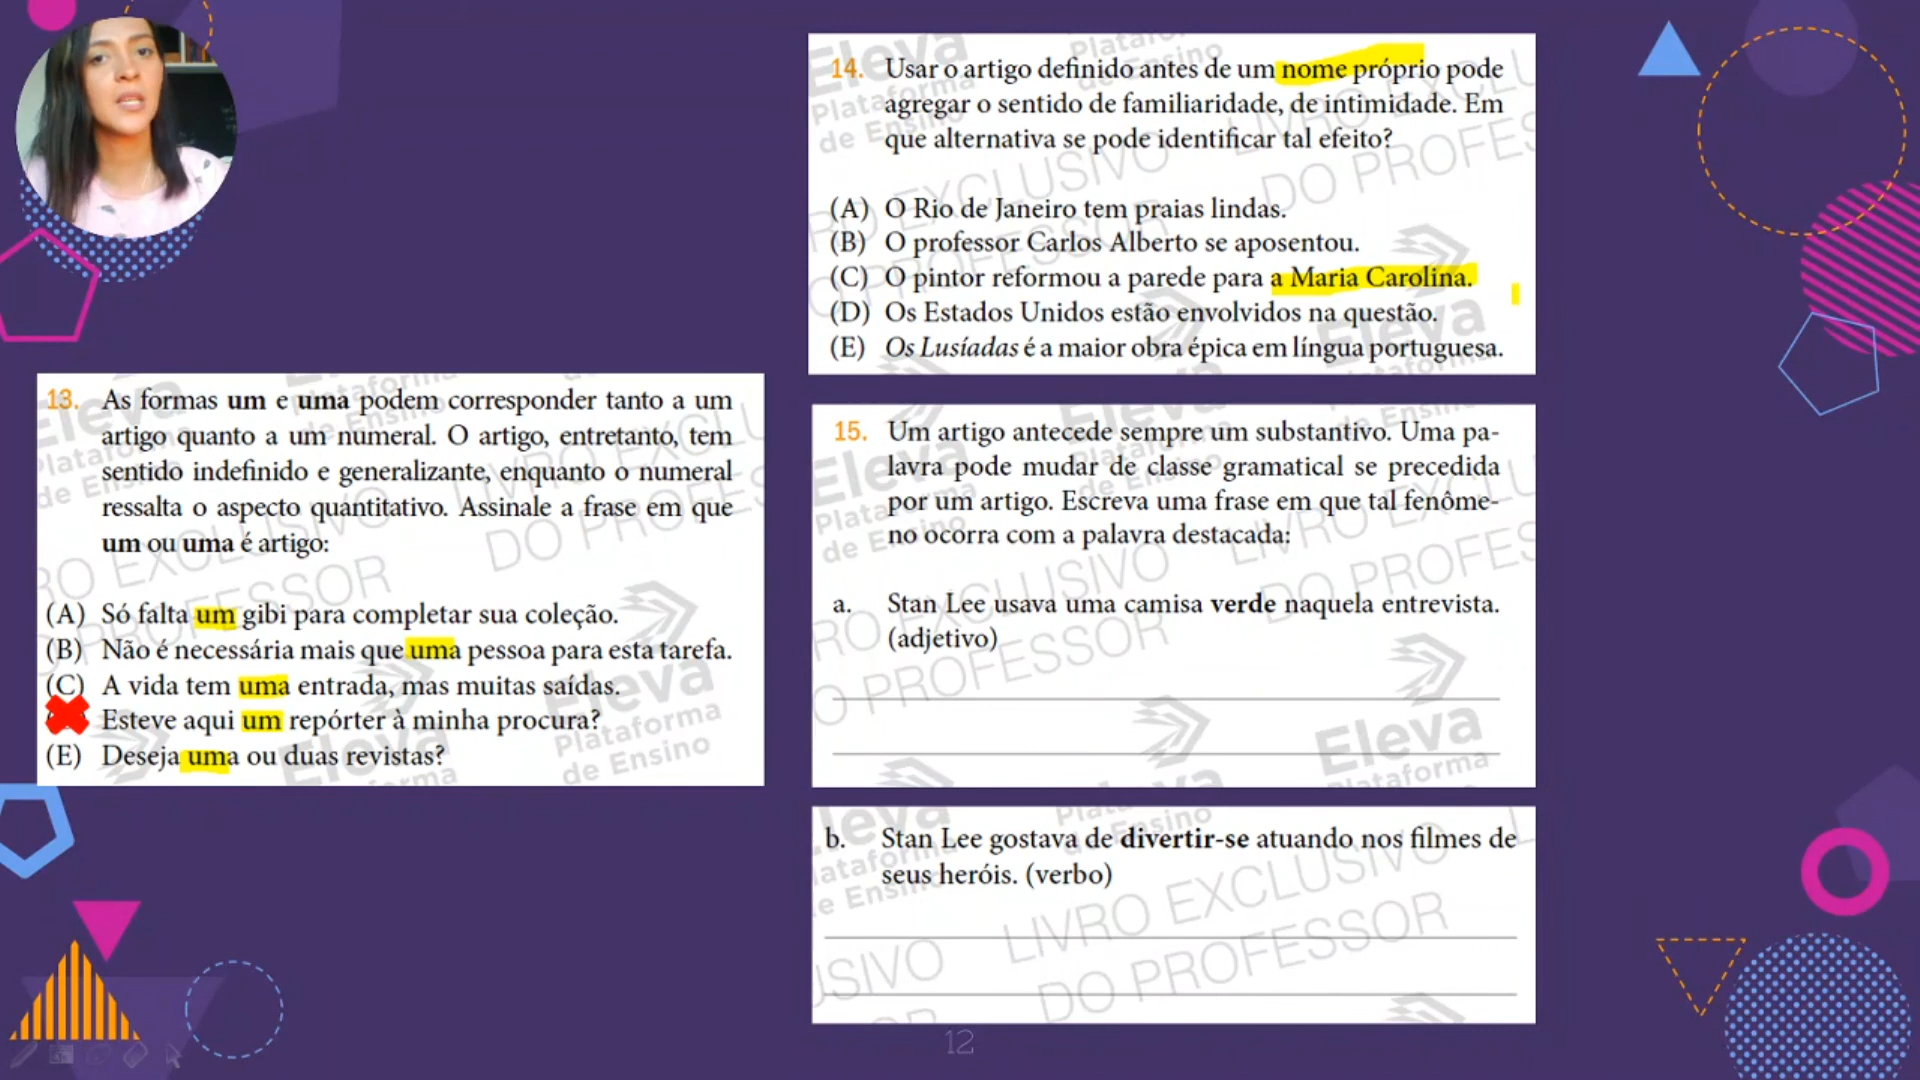 13. As formas um e uma podem corresponder tanto a um
artigo quanto a um numeral. O artigo, entretanto, tem
sentido indefinido e generalizante, enquanto o numeral
ressalta o aspecto quantitativo. Assinale a frase em que
um ou uma é artigo:
(A) Só falta um gibi para completar sua coleção.
(B) Não é necessária mais que uma pessoa para esta tarefa.
(C) A vida tem uma entrada, mas muitas saídas.
Esteve aqui um repórter à minha procura?
(E) Deseja uma ou duas revistas?
14. Usar o artigo definido antes de um nome próprio pode
agregar o sentido de familiaridade, de intimidade. Em
que alternativa se pode identificar tal efeito?
(A) O Rio de Janeiro tem praias lindas.
(B) O professor Carlos Alberto se aposentou.
(C) O pintor reformou a parede para a Maria Carolina.
(D) Os Estados Unidos estão envolvidos na questão.
(E) Os Lusíadas é a maior obra épica em língua portuguesa.
15. Um artigo antecede sempre um substantivo. Uma pa-
lavra pode mudar de classe gramatical se precedida
por um artigo. Escreva uma frase em que tal fenôme-
no ocorra com a palavra destacada:
a. Stan Lee usava uma camisa verde naquela entrevista.
(adjetivo)
b. Stan Lee gostava de divertir-se atuando nos filmes de
seus heróis. (verbo)
Eleva
Plataforma
de Ensino
LIVRO EXCLUSIVO
DO PROFESSOR
12